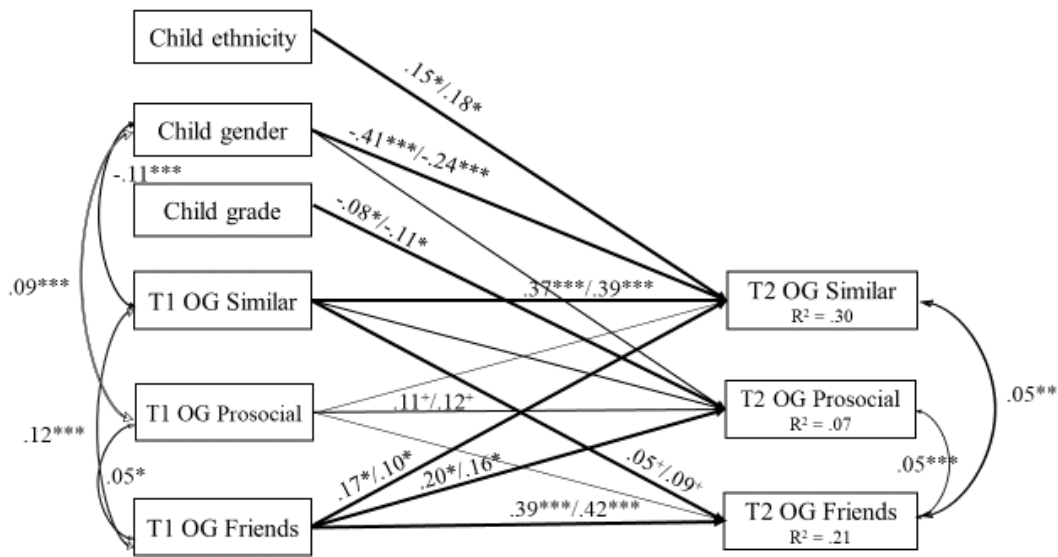 Child ethnicity
.15*/.18*
Child gender
-.41***/-.24***
-.11***
Child grade
-.08*/-.11*
.09***
T1 OG Similar
.37***/.39***
T2 OG Similar
R² = .30
T1 OG Prosocial
.11⁺/.12⁺
T2 OG Prosocial
R² = .07
.05**
.12***
.05*
.17*/.10*
.20*/.16*
.05⁺/.09⁺
.05***
T1 OG Friends
.39***/.42***
T2 OG Friends
R² = .21